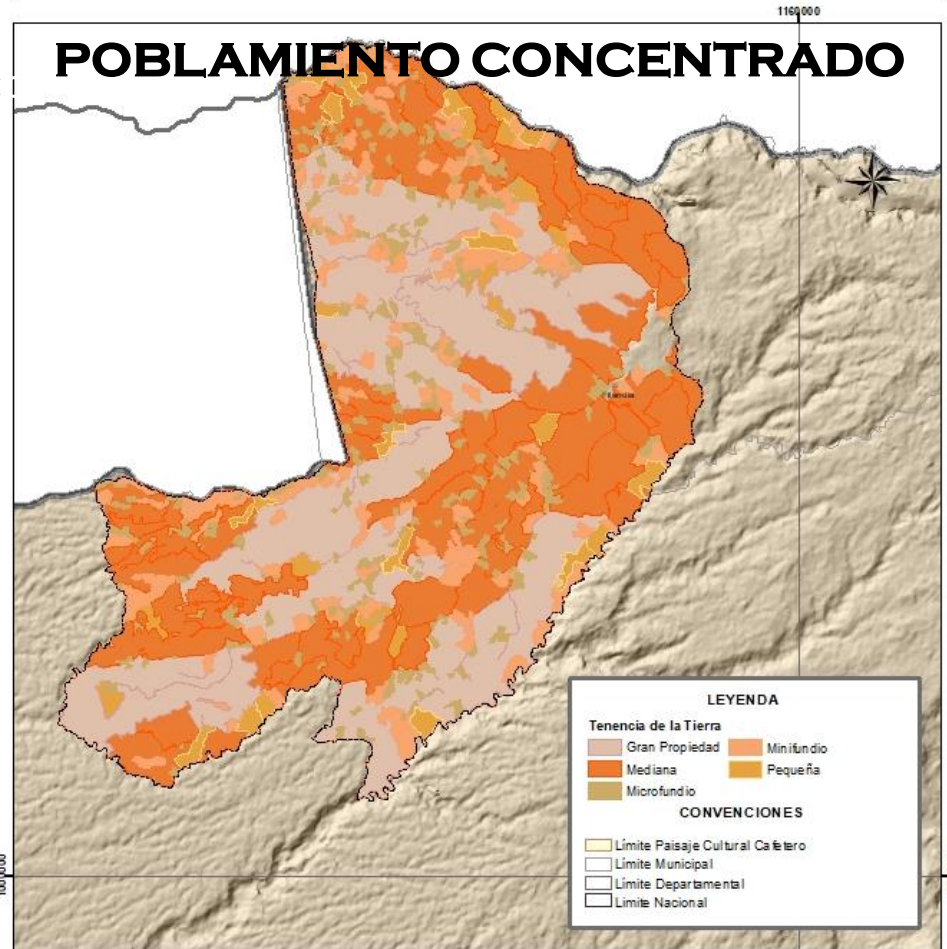 1160000
POBLAMIENTO CONCENTRADO
LEYENDA
Tenencia de la Tierra
Gran Propiedad
Minifundio
Mediana
Pequeña
Microfundio
CONVENCIONES
Límite Paisaje Cultural Cafetero
Límite Municipal
Límite Departamental
Limite Nacional